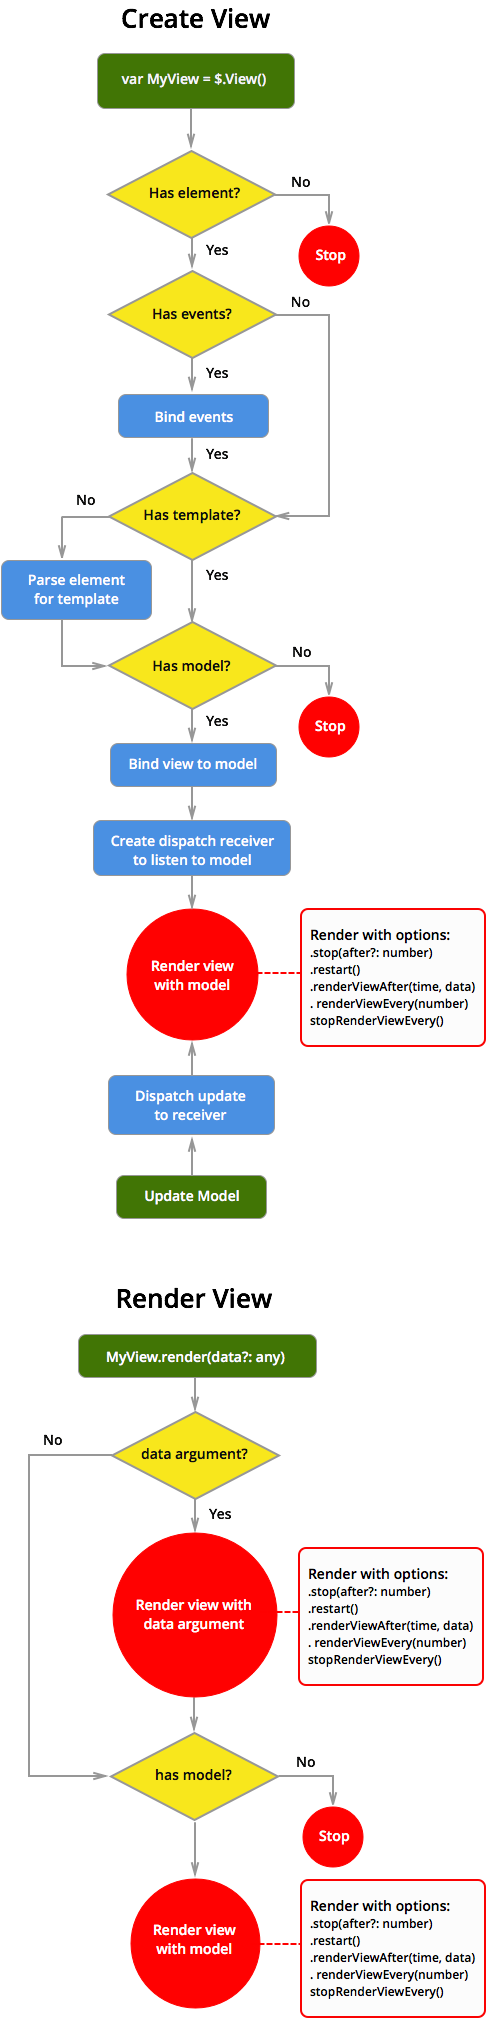 Create View
var MyView = $.View()
Has element?
No
Stop
Yes
Has events?
No
Yes
Bind events
Yes
Has template?
No
Yes
Parse element
for template
Has model?
No
Stop
Yes
Bind view to model
Create dispatch receiver
to listen to model
Render view
with model
Render with options:
.stop(after?: number)
.restart()
.renderViewAfter(time, data)
. renderViewEvery(number)
stopRenderViewEvery()
Dispatch update
to receiver
Update Model
Render View
MyView.render(data?: any)
data argument?
No
Yes
Render view with
data argument
Render with options:
.stop(after?: number)
.restart()
.renderViewAfter(time, data)
. renderViewEvery(number)
stopRenderViewEvery()
has model?
No
Stop
Render view
with model
Render with options:
.stop(after?: number)
.restart()
.renderViewAfter(time, data)
. renderViewEvery(number)
stopRenderViewEvery()